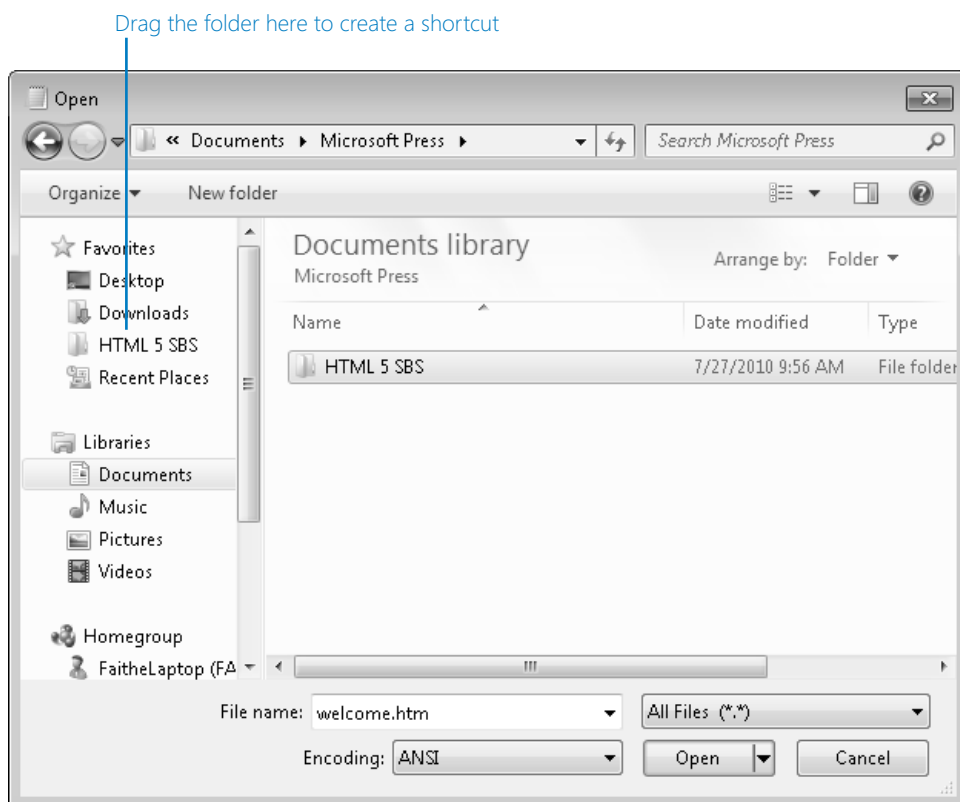 Drag the folder here to create a shortcut
Open
« Documents ▸ Microsoft Press ▸
Search Microsoft Press
Organize ▼ New folder
Favorites
Desktop
Downloads
HTML 5 SBS
Recent Places
Libraries
Documents
Music
Pictures
Videos
Homegroup
FaitheLaptop (FA
Documents library
Microsoft Press
Arrange by: Folder ▼
Name Date modified Type
HTML 5 SBS 7/27/2010 9:56 AM File folder
File name: welcome.htm
All Files (*.*)
Encoding: ANSI
Open
Cancel